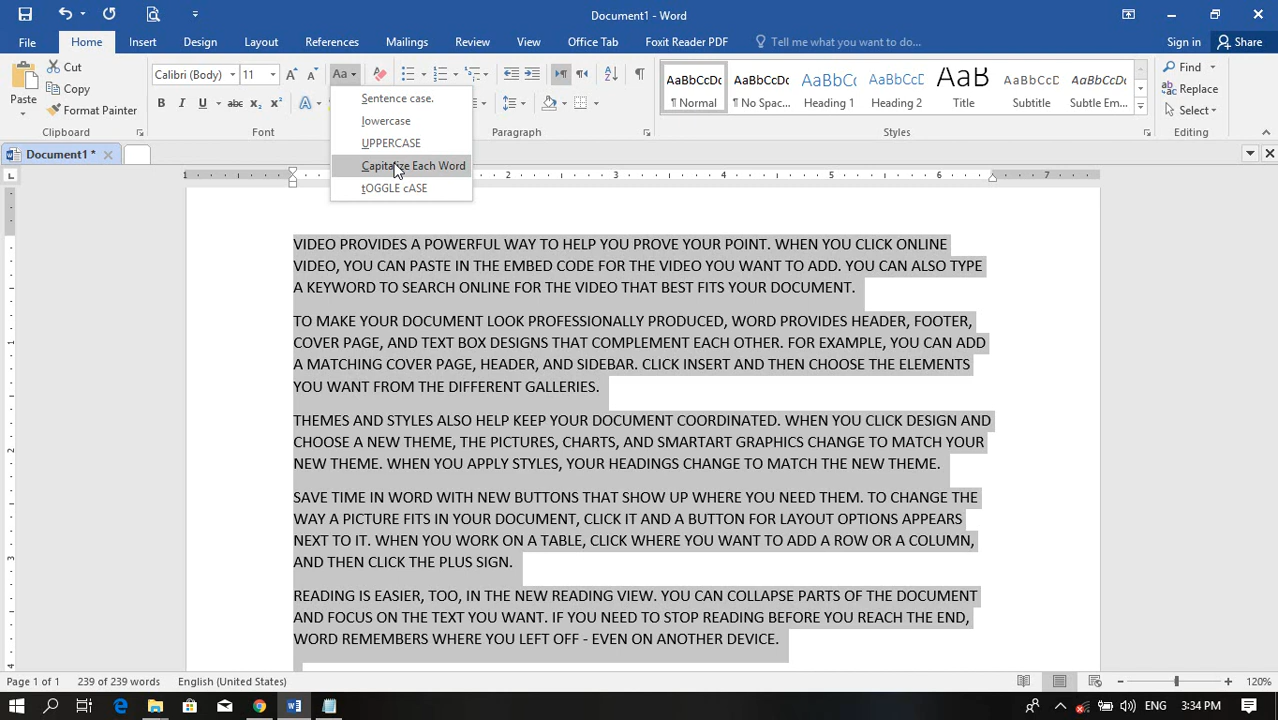 Document1 - Word
File Home Insert Design Layout References Mailings Review View Office Tab Foxit Reader PDF Tell me what you want to do Sign in Share
Cut
Copy
Format Painter
Paste
Clipboard
Calibri (Body) 11 Aa
B I U abc A
Font
Paragraph
AaBbCcDc AaBbCcDc AaBbCc AaBbCcC AaB AaBbCcC AaBbCcDc
¶ Normal ¶ No Spac... Heading 1 Heading 2 Title Subtitle Subtle Em...
Styles
Find
Replace
Select
Editing
Sentence case.
lowercase
UPPERCASE
Capitalize Each Word
tOGGLE cASE
Document1 *
1 2 3 4 5 6 7
VIDEO PROVIDES A POWERFUL WAY TO HELP YOU PROVE YOUR POINT. WHEN YOU CLICK ONLINE
VIDEO, YOU CAN PASTE IN THE EMBED CODE FOR THE VIDEO YOU WANT TO ADD. YOU CAN ALSO TYPE
A KEYWORD TO SEARCH ONLINE FOR THE VIDEO THAT BEST FITS YOUR DOCUMENT.
TO MAKE YOUR DOCUMENT LOOK PROFESSIONALLY PRODUCED, WORD PROVIDES HEADER, FOOTER,
COVER PAGE, AND TEXT BOX DESIGNS THAT COMPLEMENT EACH OTHER. FOR EXAMPLE, YOU CAN ADD
A MATCHING COVER PAGE, HEADER, AND SIDEBAR. CLICK INSERT AND THEN CHOOSE THE ELEMENTS
YOU WANT FROM THE DIFFERENT GALLERIES.
THEMES AND STYLES ALSO HELP KEEP YOUR DOCUMENT COORDINATED. WHEN YOU CLICK DESIGN AND
CHOOSE A NEW THEME, THE PICTURES, CHARTS, AND SMARTART GRAPHICS CHANGE TO MATCH YOUR
NEW THEME. WHEN YOU APPLY STYLES, YOUR HEADINGS CHANGE TO MATCH THE NEW THEME.
SAVE TIME IN WORD WITH NEW BUTTONS THAT SHOW UP WHERE YOU NEED THEM. TO CHANGE THE
WAY A PICTURE FITS IN YOUR DOCUMENT, CLICK IT AND A BUTTON FOR LAYOUT OPTIONS APPEARS
NEXT TO IT. WHEN YOU WORK ON A TABLE, CLICK WHERE YOU WANT TO ADD A ROW OR A COLUMN,
AND THEN CLICK THE PLUS SIGN.
READING IS EASIER, TOO, IN THE NEW READING VIEW. YOU CAN COLLAPSE PARTS OF THE DOCUMENT
AND FOCUS ON THE TEXT YOU WANT. IF YOU NEED TO STOP READING BEFORE YOU REACH THE END,
WORD REMEMBERS WHERE YOU LEFT OFF - EVEN ON ANOTHER DEVICE.
Page 1 of 1 239 of 239 words English (United States) 120%
ENG 3:34 PM